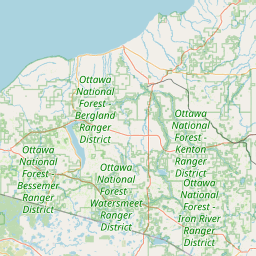 Ottawa
National
Forest -
Bergland
Ranger
District
Ottawa
National
Forest -
Kenton
Ranger
District
Ottawa
National
Forest -
Bessemer
Ranger
District
Ottawa
National
Forest -
Watersmeet
Ranger
District
Ottawa
National
Forest -
Iron River
Ranger
District